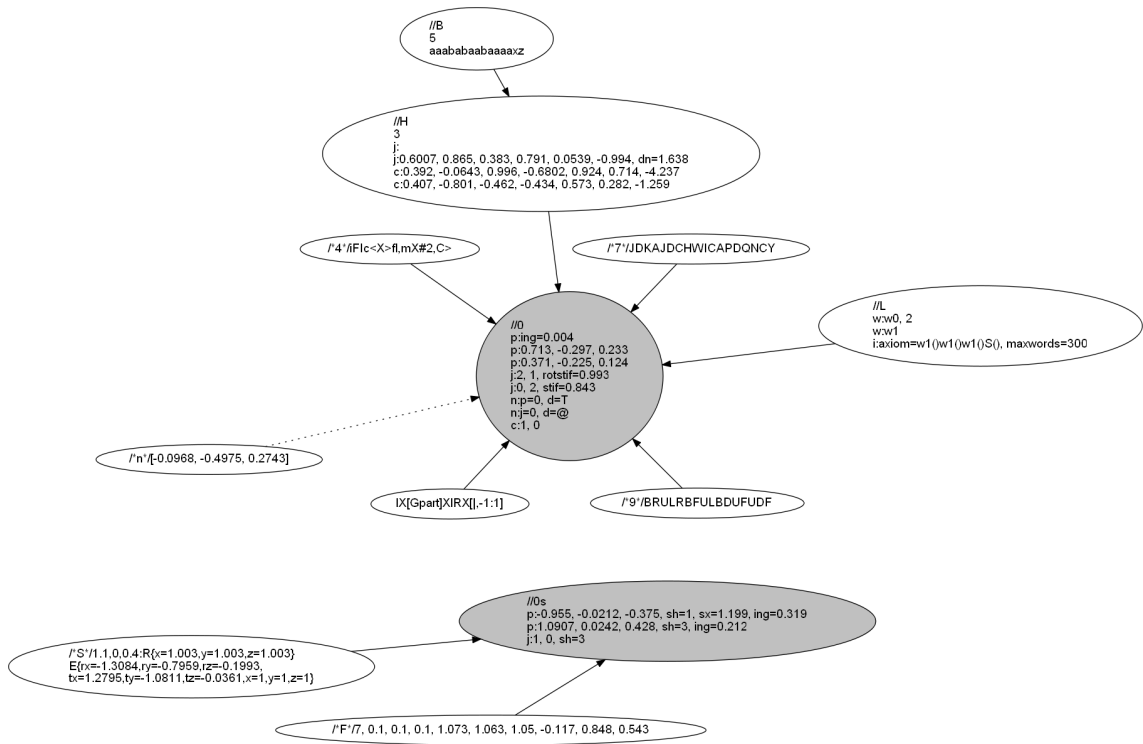 //B
5
aaababaabaaaaxz
//H
3
j:
j:0.6007, 0.865, 0.383, 0.791, 0.0539, -0.994, dn=1.638
c:0.392, -0.0643, 0.996, -0.6802, 0.924, 0.714, -4.237
c:0.407, -0.801, -0.462, -0.434, 0.573, 0.282, -1.259
/*4*/iFIc<X>fI,mX#2,C>
/*7*/JDKAJDCHWICAPDQNCY
//L
w:w0, 2
w:w1
i:axiom=w1()w1()w1()S(), maxwords=300
//0
p:ing=0.004
p:0.713, -0.297, 0.233
p:0.371, -0.225, 0.124
j:2, 1, rotstif=0.993
j:0, 2, stif=0.843
n:p=0, d=T
n:j=0, d=@
c:1, 0
/*n*/[-0.0968, -0.4975, 0.2743]
IX[Gpart]XIRX[|,-1:1]
/*9*/BRULRBFULBDUFUDF
//0s
p:-0.955, -0.0212, -0.375, sh=1, sx=1.199, ing=0.319
p:1.0907, 0.0242, 0.428, sh=3, ing=0.212
j:1, 0, sh=3
/*S*/1.1,0,0.4:R{x=1.003,y=1.003,z=1.003}
E{rx=-1.3084,ry=-0.7959,rz=-0.1993,
tx=1.2795,ty=-1.0811,tz=-0.0361,x=1,y=1,z=1}
/*F*/7, 0.1, 0.1, 0.1, 1.073, 1.063, 1.05, -0.117, 0.848, 0.543